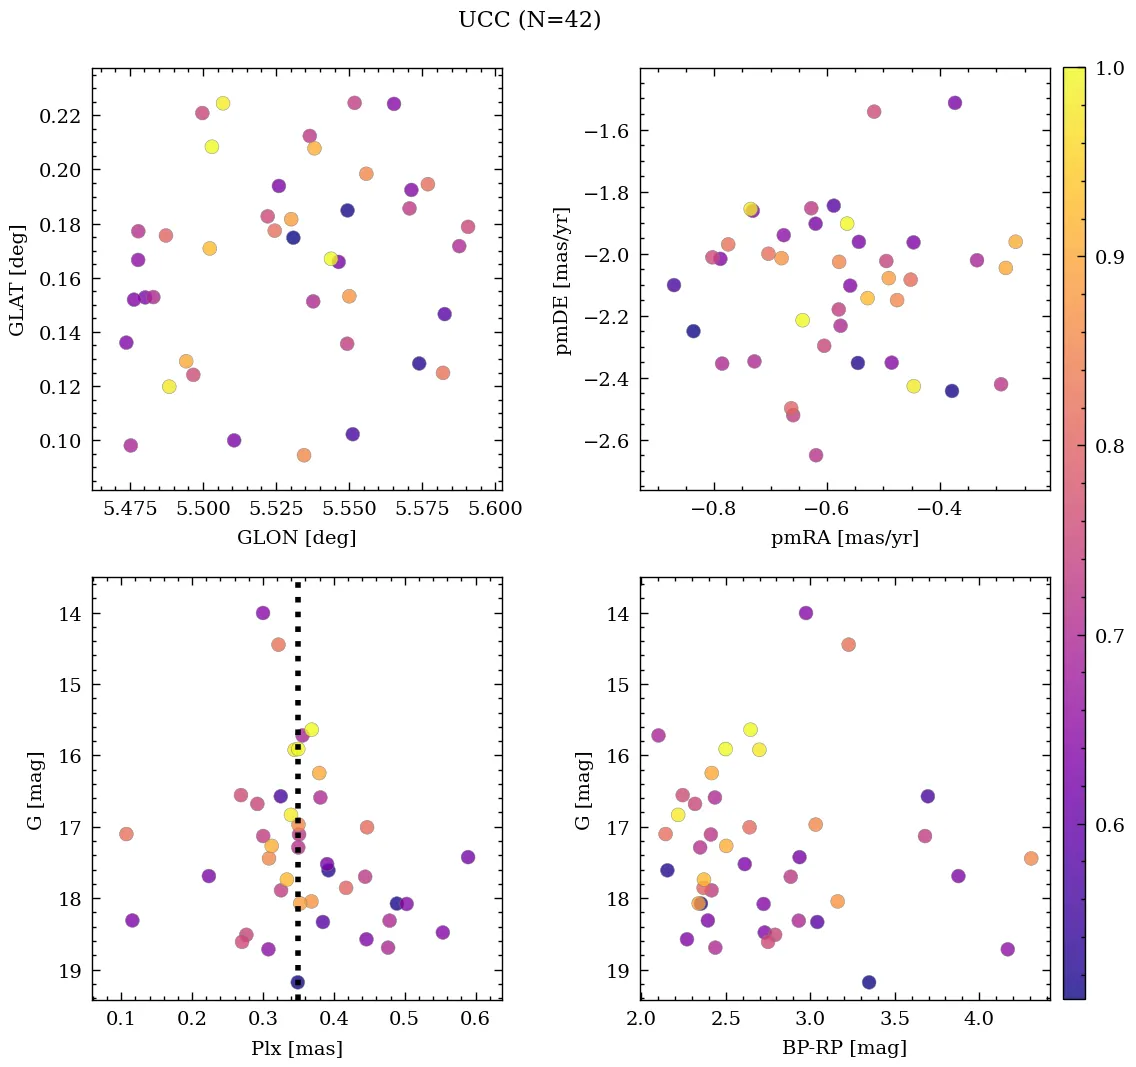 UCC (N=42)
0.22
0.20
0.18
0.16
0.14
0.12
0.10
GLAT [deg]
5.475 5.500 5.525 5.550 5.575 5.600
GLON [deg]
−1.6
−1.8
−2.0
−2.2
−2.4
−2.6
pmDE [mas/yr]
−0.8 −0.6 −0.4
pmRA [mas/yr]
1.0
0.9
0.8
0.7
0.6
14
15
16
17
18
19
G [mag]
0.1 0.2 0.3 0.4 0.5 0.6
Plx [mas]
14
15
16
17
18
19
G [mag]
2.0 2.5 3.0 3.5 4.0
BP-RP [mag]